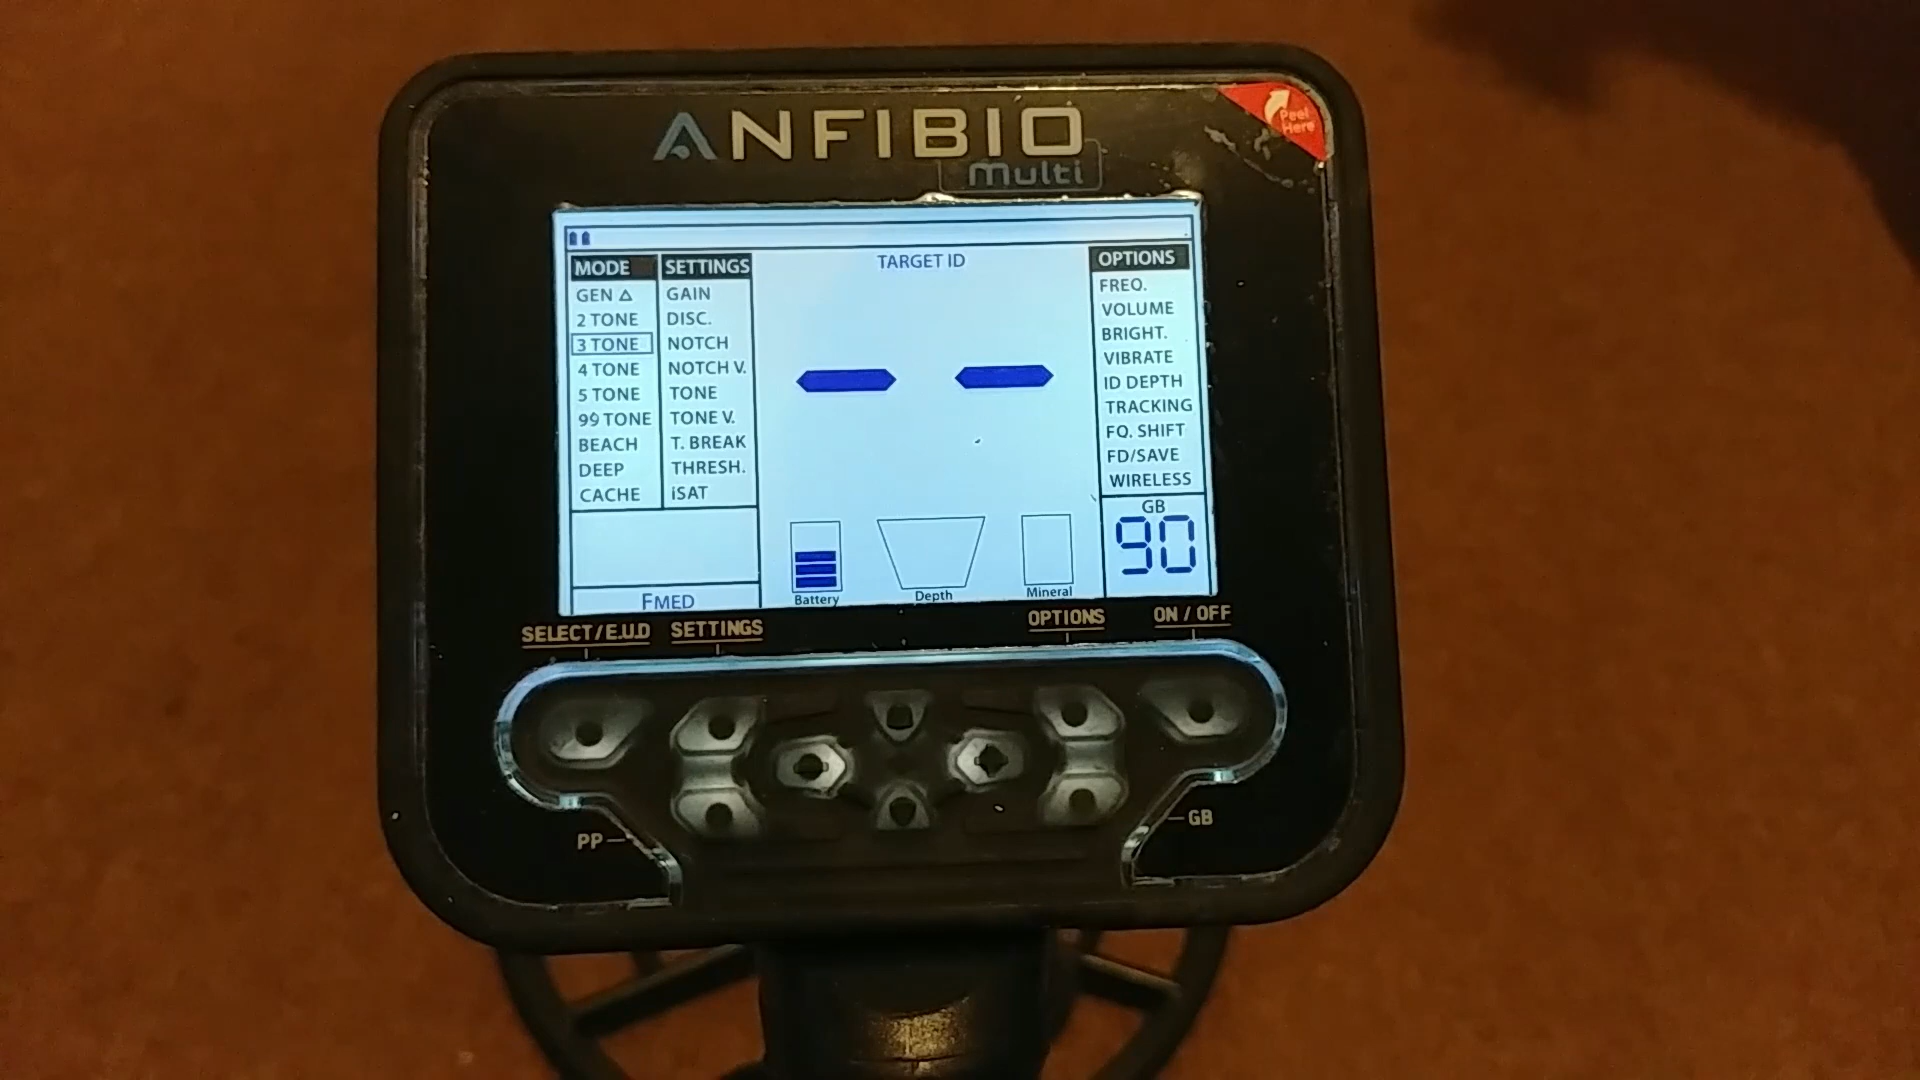 ANFIBIO
Multi
Peel
Here
MODE
GEN
2 TONE
3 TONE
4 TONE
5 TONE
99 TONE
BEACH
DEEP
CACHE
SETTINGS
GAIN
DISC.
NOTCH
NOTCH V.
TONE
TONE V.
T. BREAK
THRESH.
iSAT
FMED
TARGET ID
Battery
Depth
Mineral
OPTIONS
FREQ.
VOLUME
BRIGHT.
VIBRATE
ID DEPTH
TRACKING
FQ. SHIFT
FD/SAVE
WIRELESS
GB
90
SELECT/E.U.D SETTINGS OPTIONS ON / OFF
PP GB